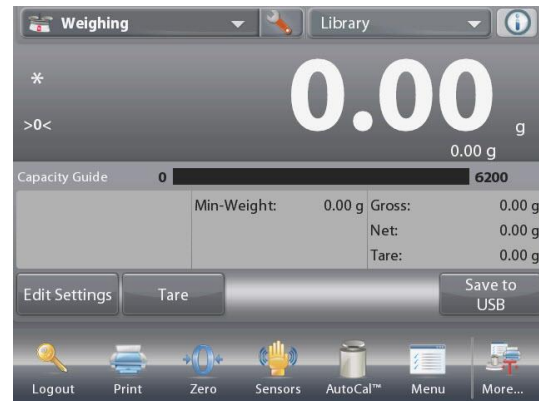 Weighing Library
*
>0<
0.00 g
0.00 g
Capacity Guide 0 6200
Min-Weight: 0.00 g Gross: 0.00 g
Net: 0.00 g
Tare: 0.00 g
Edit Settings Tare Save to USB
Logout Print Zero Sensors AutoCal™ Menu More...